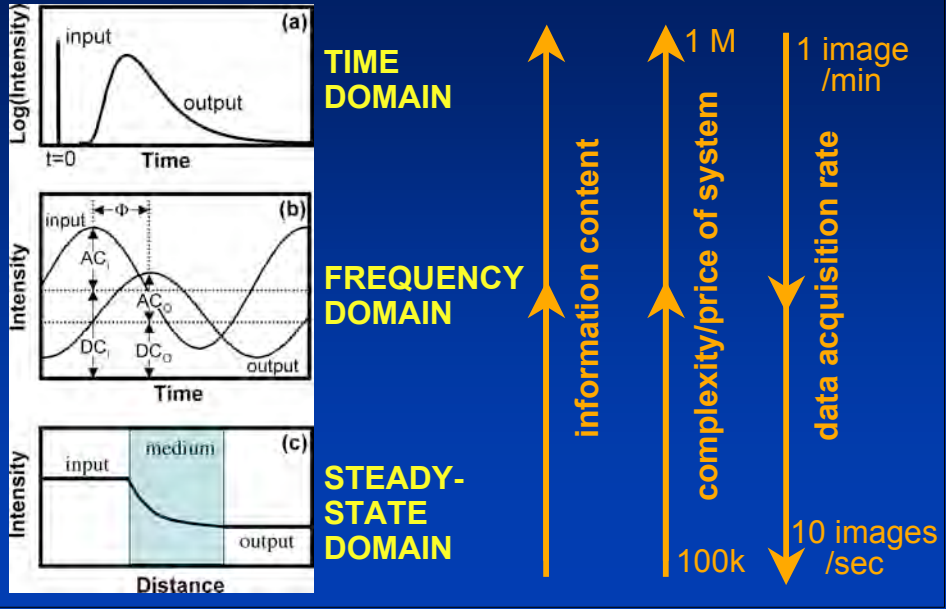 (a)
input
output
Log(Intensity)
t=0
Time
TIME
DOMAIN
(b)
Φ
input
AC_I
AC_O
DC_I
DC_O
output
Intensity
Time
FREQUENCY
DOMAIN
(c)
medium
input
output
Intensity
Distance
STEADY-
STATE
DOMAIN
information content
1 M
complexity/price of system
100k
1 image
/min
data acquisition rate
10 images
/sec